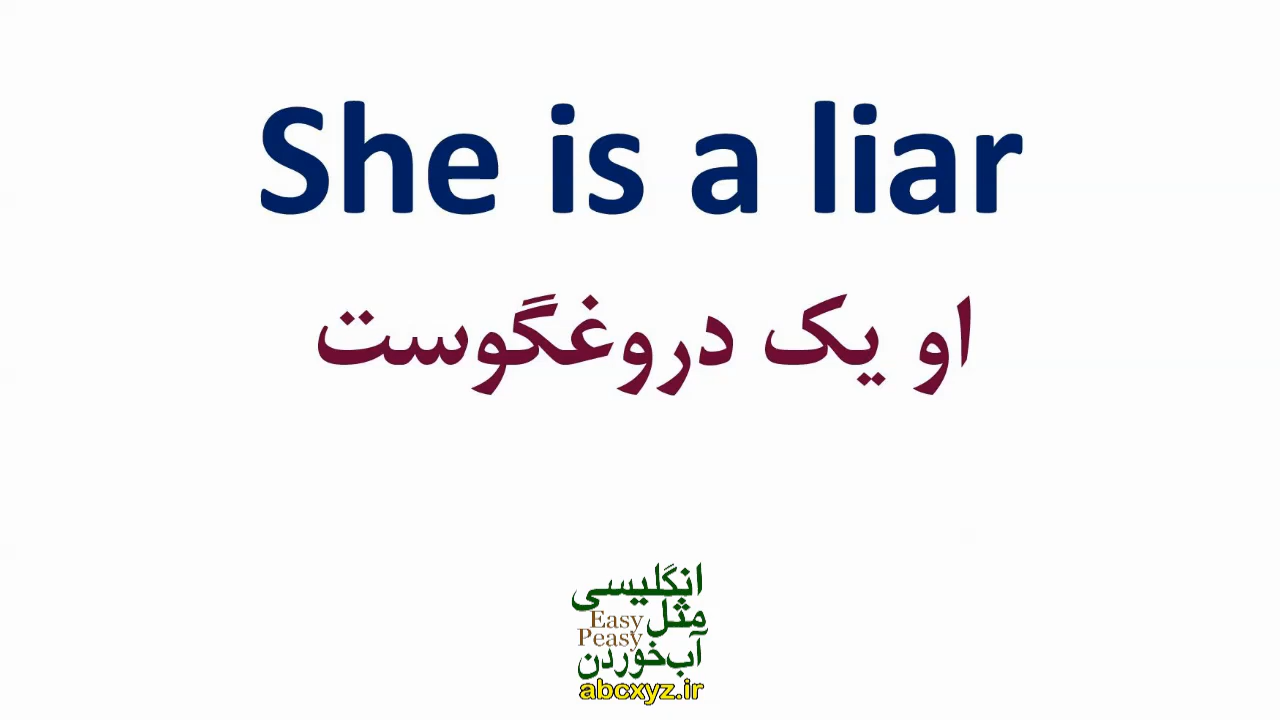 She is a liar
او یک دروغگوست
انگلیسی
مثل Easy
Peasy
آب‌خوردن
abcxyz.ir